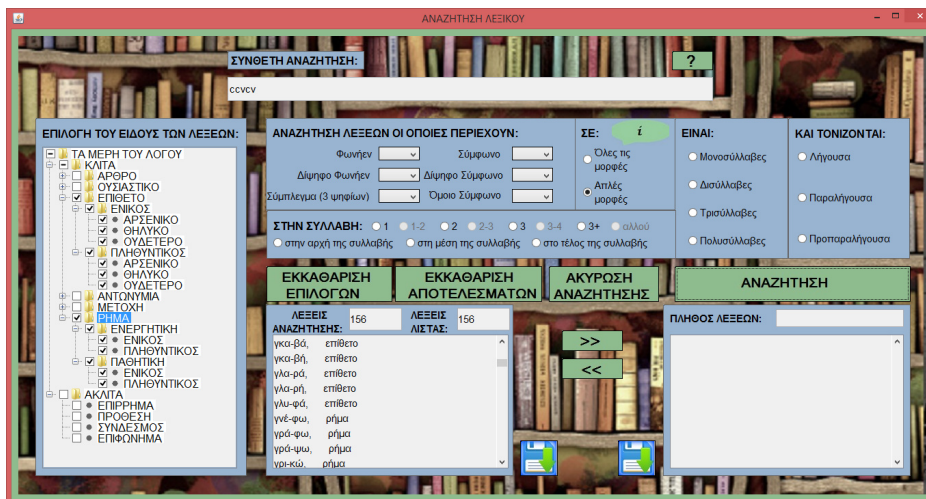 ΑΝΑΖΗΤΗΣΗ ΛΕΞΙΚΟΥ
ΣΥΝΘΕΤΗ ΑΝΑΖΗΤΗΣΗ:
?
ccvcv
ΕΠΙΛΟΓΗ ΤΟΥ ΕΙΔΟΥΣ ΤΩΝ ΛΕΞΕΩΝ:
ΤΑ ΜΕΡΗ ΤΟΥ ΛΟΓΟΥ
ΚΛΙΤΑ
ΑΡΘΡΟ
ΟΥΣΙΑΣΤΙΚΟ
ΕΠΙΘΕΤΟ
ΕΝΙΚΟΣ
ΑΡΣΕΝΙΚΟ
ΘΗΛΥΚΟ
ΟΥΔΕΤΕΡΟ
ΠΛΗΘΥΝΤΙΚΟΣ
ΑΡΣΕΝΙΚΟ
ΘΗΛΥΚΟ
ΟΥΔΕΤΕΡΟ
ΑΝΤΩΝΥΜΙΑ
ΜΕΤΟΧΗ
ΡΗΜΑ
ΕΝΕΡΓΗΤΙΚΗ
ΕΝΙΚΟΣ
ΠΛΗΘΥΝΤΙΚΟΣ
ΠΑΘΗΤΙΚΗ
ΕΝΙΚΟΣ
ΠΛΗΘΥΝΤΙΚΟΣ
ΑΚΛΙΤΑ
ΕΠΙΡΡΗΜΑ
ΠΡΟΘΕΣΗ
ΣΥΝΔΕΣΜΟΣ
ΕΠΙΦΩΝΗΜΑ
ΑΝΑΖΗΤΗΣΗ ΛΕΞΕΩΝ ΟΙ ΟΠΟΙΕΣ ΠΕΡΙΕΧΟΥΝ:
Φωνήεν Σύμφωνο
Δίψηφο Φωνήεν Δίψηφο Σύμφωνο
Σύμπλεγμα (3 ψηφίων) Όμοιο Σύμφωνο
ΣΕ: i
Όλες τις
μορφές
Απλές
μορφές
ΣΤΗΝ ΣΥΛΛΑΒΗ: 1 1-2 2 2-3 3 3-4 3+ αλλού
στην αρχή της συλλαβής στη μέση της συλλαβής στο τέλος της συλλαβής
ΕΙΝΑΙ:
Μονοσύλλαβες
Δισύλλαβες
Τρισύλλαβες
Πολυσύλλαβες
ΚΑΙ ΤΟΝΙΖΟΝΤΑΙ:
Λήγουσα
Παραλήγουσα
Προπαραλήγουσα
ΕΚΚΑΘΑΡΙΣΗ
ΕΠΙΛΟΓΩΝ
ΕΚΚΑΘΑΡΙΣΗ
ΑΠΟΤΕΛΕΣΜΑΤΩΝ
ΑΚΥΡΩΣΗ
ΑΝΑΖΗΤΗΣΗΣ
ΑΝΑΖΗΤΗΣΗ
ΛΕΞΕΙΣ
ΑΝΑΖΗΤΗΣΗΣ: 156
ΛΕΞΕΙΣ
ΛΙΣΤΑΣ: 156
γκα-βά, επίθετο
γκα-βή, επίθετο
γλα-ρά, επίθετο
γλα-ρή, επίθετο
γλυ-φά, επίθετο
γνέ-φω, ρήμα
γρά-φω, ρήμα
γρά-ψω, ρήμα
γρι-κώ, ρήμα
>>
<<
ΠΛΗΘΟΣ ΛΕΞΕΩΝ: